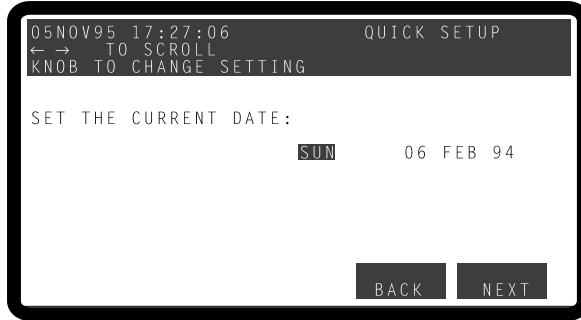 05NOV95 17:27:06 QUICK SETUP
← → TO SCROLL
KNOB TO CHANGE SETTING
SET THE CURRENT DATE:
SUN 06 FEB 94
BACK NEXT